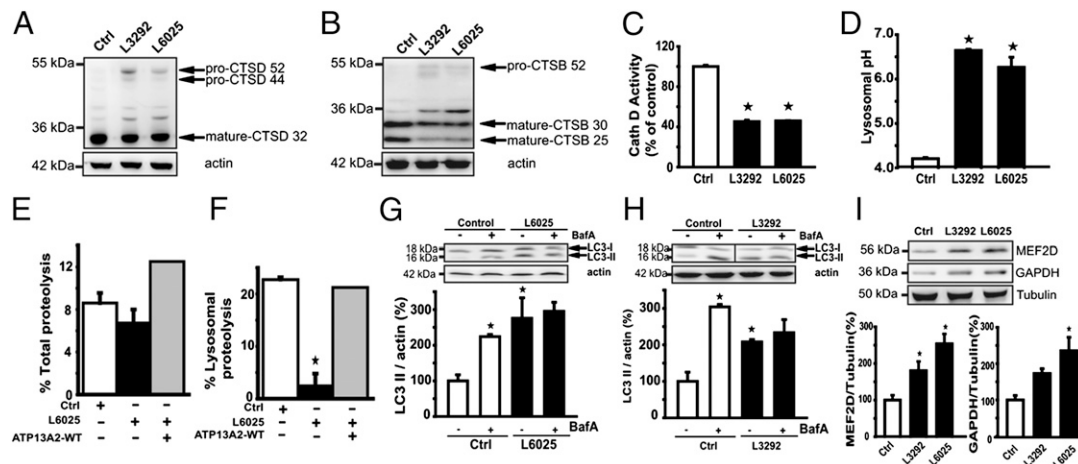 A
Ctrl
L3292
L6025
55 kDa
pro-CTSD 52
pro-CTSD 44
36 kDa
mature-CTSD 32
42 kDa
actin
B
Ctrl
L3292
L6025
55 kDa
pro-CTSB 52
36 kDa
mature-CTSB 30
mature-CTSB 25
42 kDa
actin
C
Cath D Activity
(% of control)
120
80
40
0
★ ★
Ctrl
L3292
L6025
D
Lysosomal pH
7.0
6.0
5.0
4.0
★ ★
Ctrl
L3292
L6025
E
% Total proteolysis
12
8
4
0
Ctrl +
L6025 + +
ATP13A2-WT +
F
% Lysosomal
proteolysis
20
10
0
★
Ctrl +
L6025 + +
ATP13A2-WT +
G
Control L6025
- + - + BafA
18 kDa LC3-I
16 kDa LC3-II
42 kDa actin
LC3 II / actin (%)
400
300
200
100
0
★ ★
- + - + BafA
Ctrl L6025
H
Control L3292
- + - + BafA
18 kDa LC3-I
16 kDa LC3-II
42 kDa actin
LC3 II / actin (%)
400
300
200
100
0
★ ★
- + - + BafA
Ctrl L3292
I
Ctrl L3292 L6025
56 kDa MEF2D
36 kDa GAPDH
50 kDa Tubulin
MEF2D/Tubulin(%)
300
200
100
0
* *
Ctrl
L3292
L6025
GAPDH/Tubulin(%)
300
200
100
0
*
Ctrl
L3292
L6025